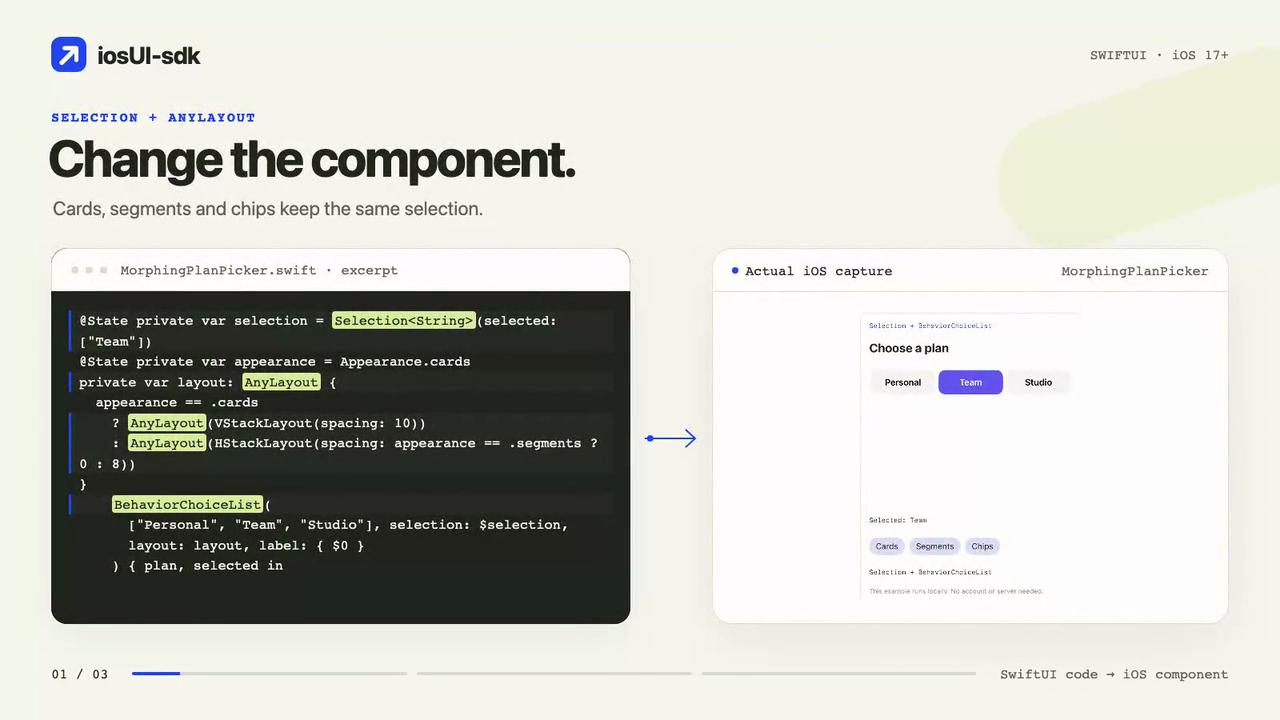 iosUI-sdk
SWIFTUI · iOS 17+
SELECTION + ANYLAYOUT
Change the component.
Cards, segments and chips keep the same selection.
MorphingPlanPicker.swift · excerpt
@State private var selection = Selection<String>(selected:
["Team"])
@State private var appearance = Appearance.cards
private var layout: AnyLayout {
appearance == .cards
? AnyLayout(VStackLayout(spacing: 10))
: AnyLayout(HStackLayout(spacing: appearance == .segments ?
0 : 8))
}
BehaviorChoiceList(
["Personal", "Team", "Studio"], selection: $selection,
layout: layout, label: { $0 }
) { plan, selected in
Actual iOS capture
MorphingPlanPicker
Selection + BehaviorChoiceList
Choose a plan
Personal Team Studio
Selected: Team
Cards Segments Chips
Selection + BehaviorChoiceList
This example runs locally. No account or server needed.
01 / 03
SwiftUI code → iOS component